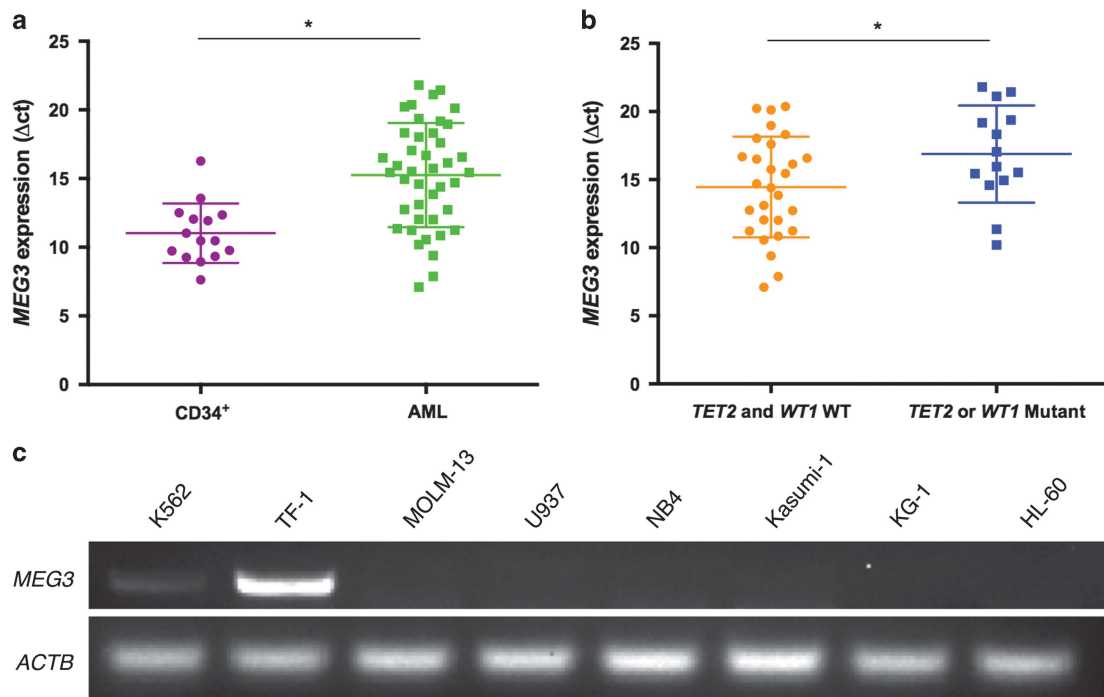 a
*
25
20
15
10
5
0
MEG3 expression (Δct)
CD34+
AML
b
*
25
20
15
10
5
0
MEG3 expression (Δct)
TET2 and WT1 WT
TET2 or WT1 Mutant
c
K562
TF-1
MOLM-13
U937
NB4
Kasumi-1
KG-1
HL-60
MEG3
ACTB